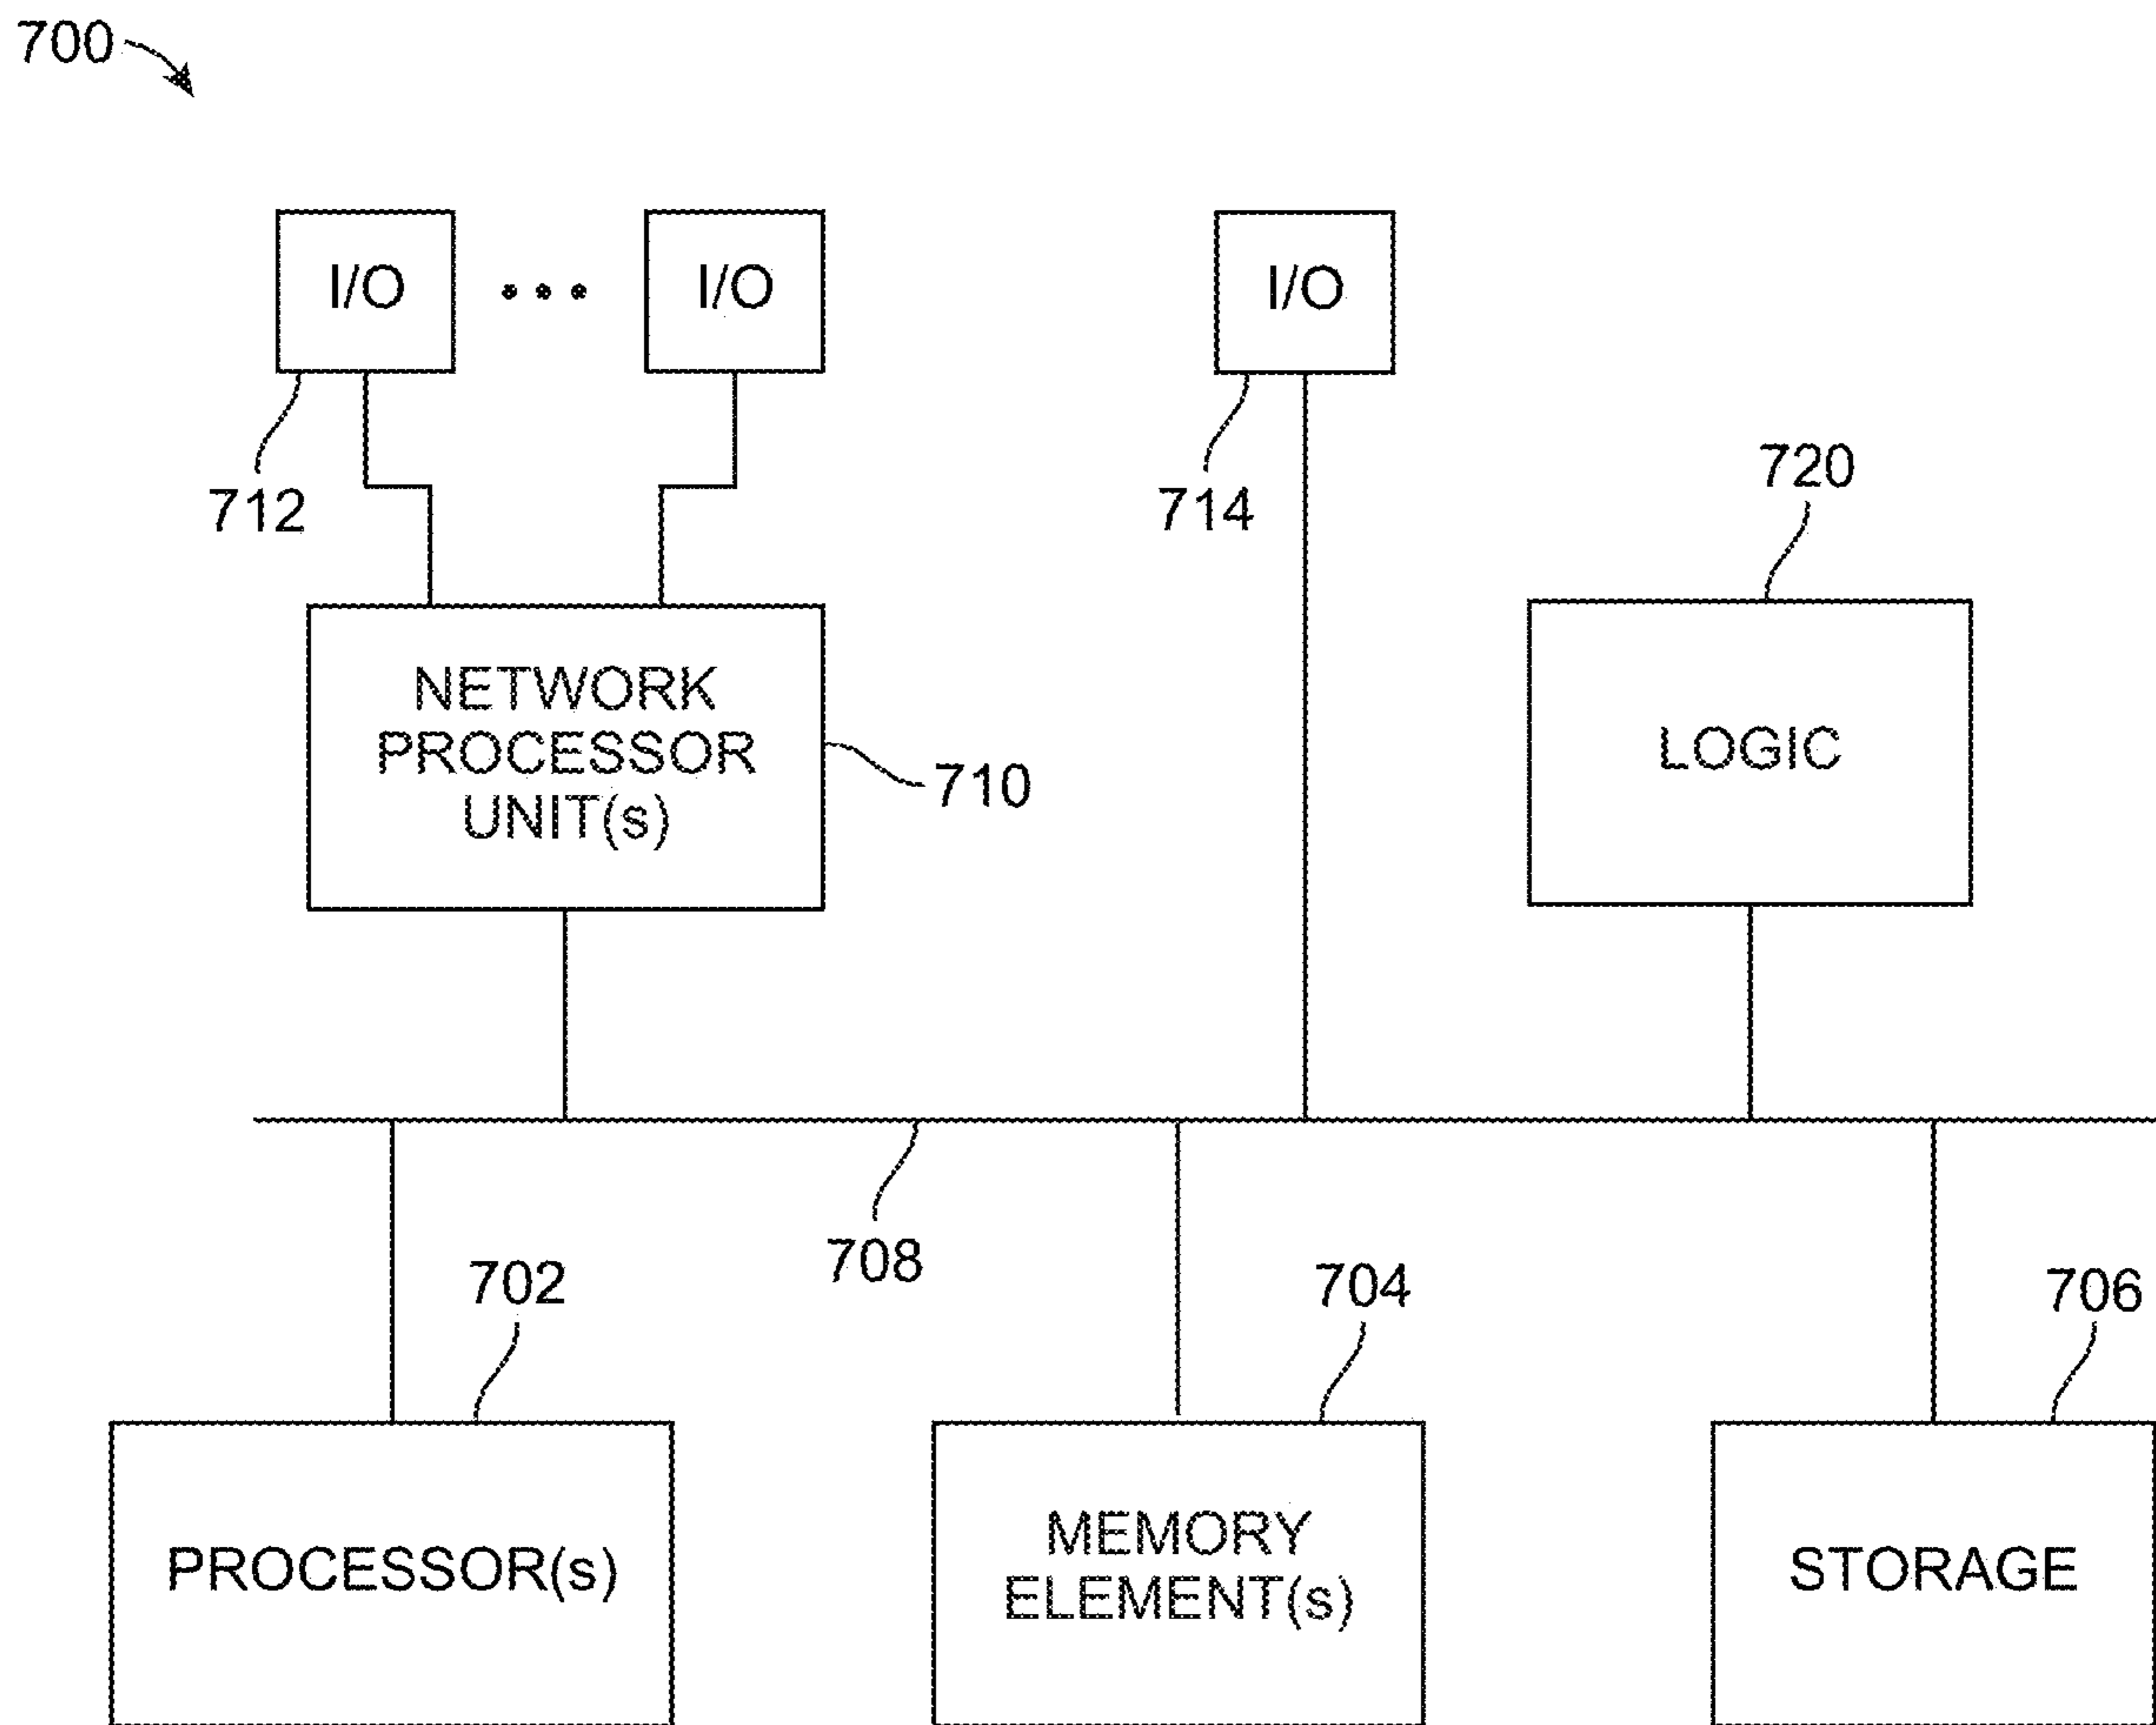 700
I/O
I/O
I/O
712
714
720
NETWORK
PROCESSOR
UNIT(s)
710
LOGIC
708
702
704
706
PROCESSOR(s)
MEMORY
ELEMENT(s)
STORAGE